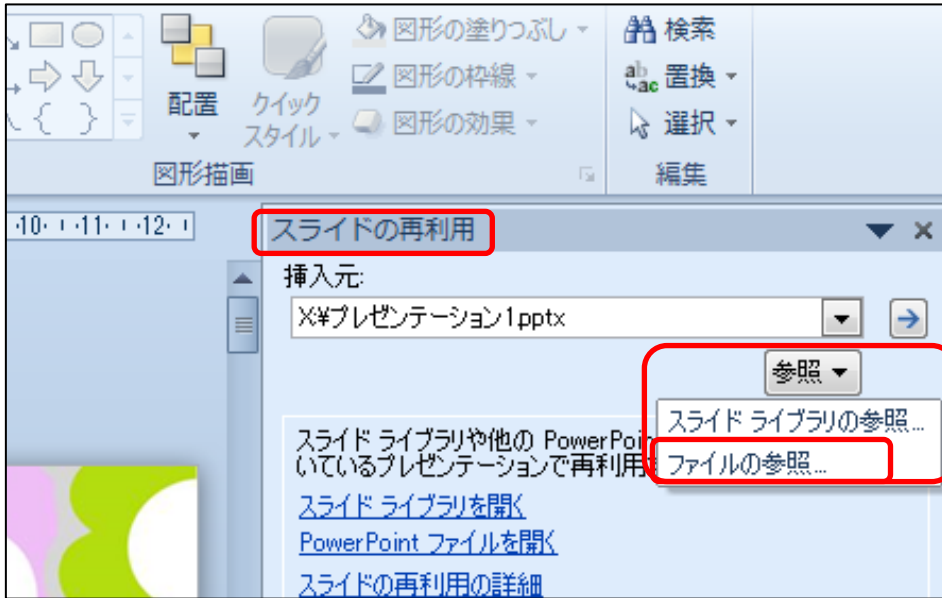 図形の塗りつぶし
検索
図形の枠線
置換
配置
クイック
スタイル
図形の効果
選択
図形描画
編集
10 11 12
スライドの再利用
挿入元:
X:¥プレゼンテーション1.pptx
参照
スライド ライブラリの参照...
ファイルの参照...
スライド ライブラリや他の PowerPoin
いているプレゼンテーションで再利用
スライド ライブラリを開く
PowerPoint ファイルを開く
スライドの再利用の詳細